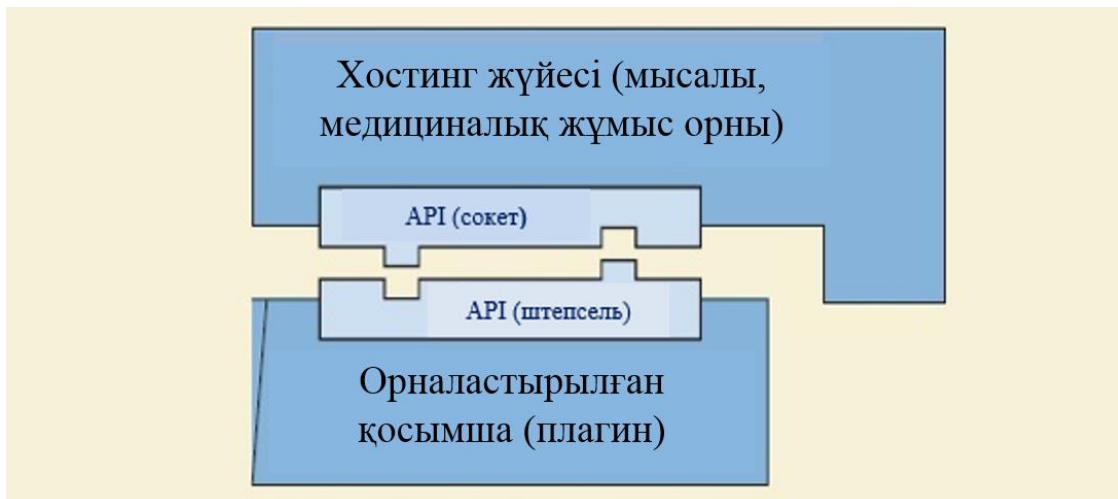 Хостинг жүйесі (мысалы,
медициналық жұмыс орны)
API (сокет)
API (штепсель)
Орналастырылған
қосымша (плагин)